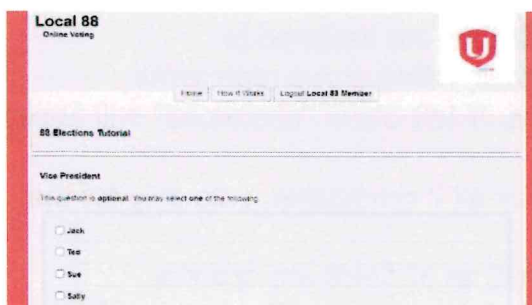 Local 88
Online Voting
U
Home How It Works Logout Local 88 Member
88 Elections Tutorial
Vice President
This question is optional. You may select one of the following
Jack
Ted
Sue
Sally